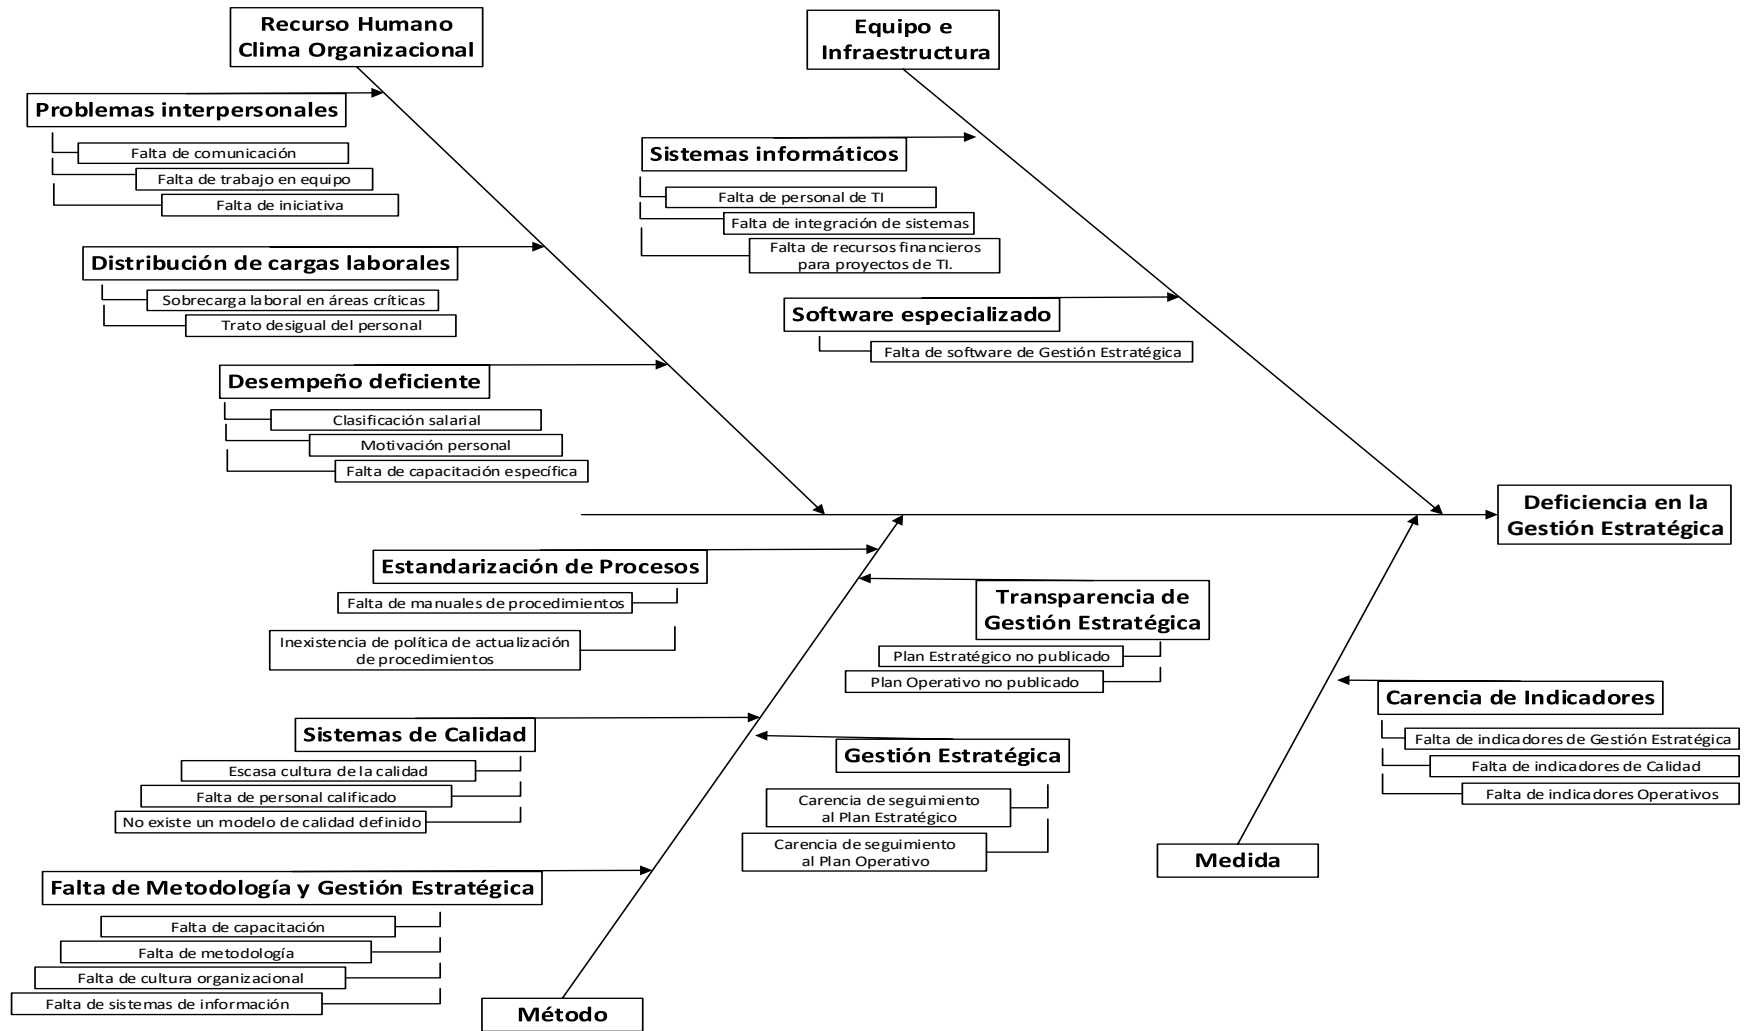 Recurso Humano
Clima Organizacional
Problemas interpersonales
Falta de comunicación
Falta de trabajo en equipo
Falta de iniciativa
Distribución de cargas laborales
Sobrecarga laboral en áreas críticas
Trato desigual del personal
Desempeño deficiente
Clasificación salarial
Motivación personal
Falta de capacitación específica
Equipo e
Infraestructura
Sistemas informáticos
Falta de personal de TI
Falta de integración de sistemas
Falta de recursos financieros
para proyectos de TI.
Software especializado
Falta de software de Gestión Estratégica
Deficiencia en la
Gestión Estratégica
Estandarización de Procesos
Falta de manuales de procedimientos
Inexistencia de política de actualización
de procedimientos
Transparencia de
Gestión Estratégica
Plan Estratégico no publicado
Plan Operativo no publicado
Sistemas de Calidad
Escasa cultura de la calidad
Falta de personal calificado
No existe un modelo de calidad definido
Gestión Estratégica
Carencia de seguimiento
al Plan Estratégico
Carencia de seguimiento
al Plan Operativo
Falta de Metodología y Gestión Estratégica
Falta de capacitación
Falta de metodología
Falta de cultura organizacional
Falta de sistemas de información
Método
Carencia de Indicadores
Falta de indicadores de Gestión Estratégica
Falta de indicadores de Calidad
Falta de indicadores Operativos
Medida